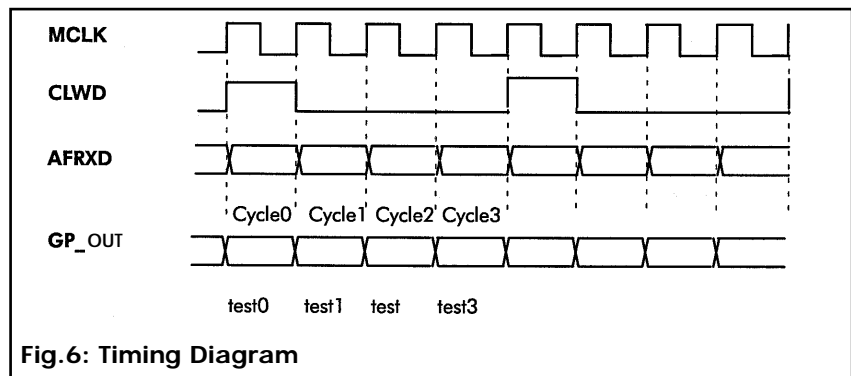 MCLK
CLWD
AFRXD
Cycle0 Cycle1 Cycle2 Cycle3
GP_OUT
test0 test1 test test3
Fig.6: Timing Diagram